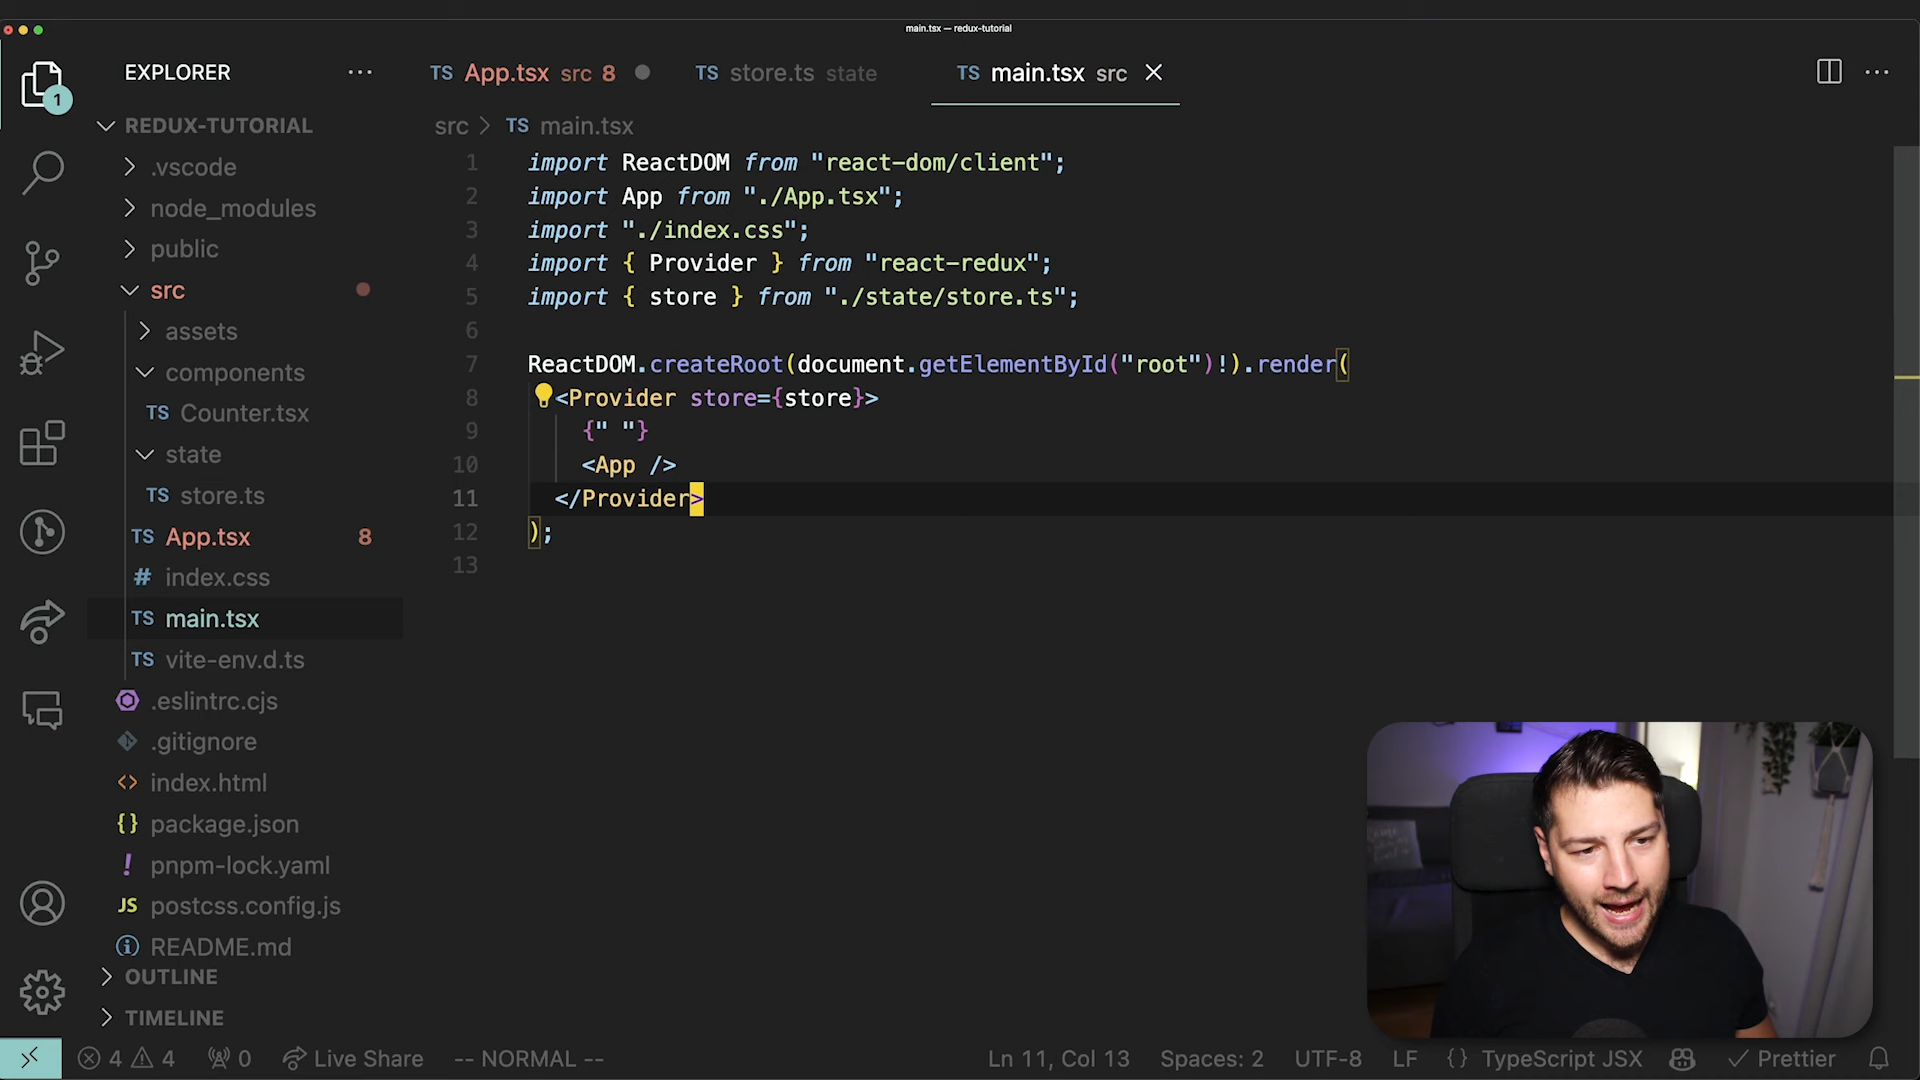 main.tsx — redux-tutorial
EXPLORER
TS App.tsx src 8
TS store.ts state
TS main.tsx src
REDUX-TUTORIAL
src > TS main.tsx
.vscode
node_modules
public
src
assets
components
TS Counter.tsx
state
TS store.ts
TS App.tsx 8
# index.css
TS main.tsx
TS vite-env.d.ts
.eslintrc.cjs
.gitignore
<> index.html
{} package.json
! pnpm-lock.yaml
JS postcss.config.js
README.md
OUTLINE
TIMELINE
1
1 import ReactDOM from "react-dom/client";
2 import App from "./App.tsx";
3 import "./index.css";
4 import { Provider } from "react-redux";
5 import { store } from "./state/store.ts";
6
7 ReactDOM.createRoot(document.getElementById("root")!).render(
8 <Provider store={store}>
9 {" "}
10 <App />
11 </Provider>
12 );
13
4 4 0 Live Share -- NORMAL -- Ln 11, Col 13 Spaces: 2 UTF-8 LF {} TypeScript JSX Prettier